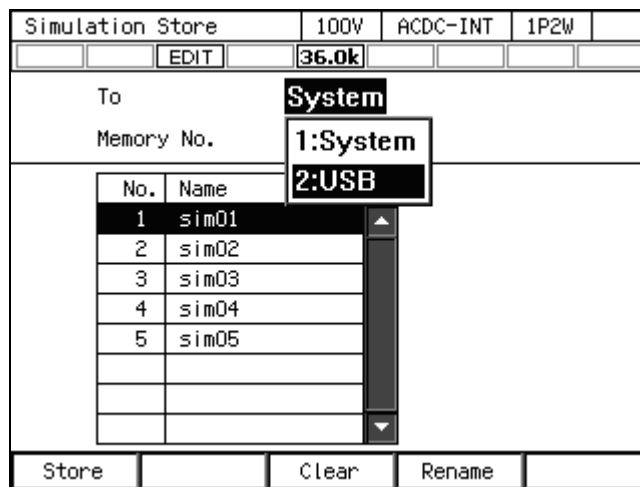 Simulation Store 100V ACDC-INT 1P2W
EDIT 36.0k
To System
Memory No. 1:System
2:USB
No. Name
1 sim01
2 sim02
3 sim03
4 sim04
5 sim05
Store Clear Rename